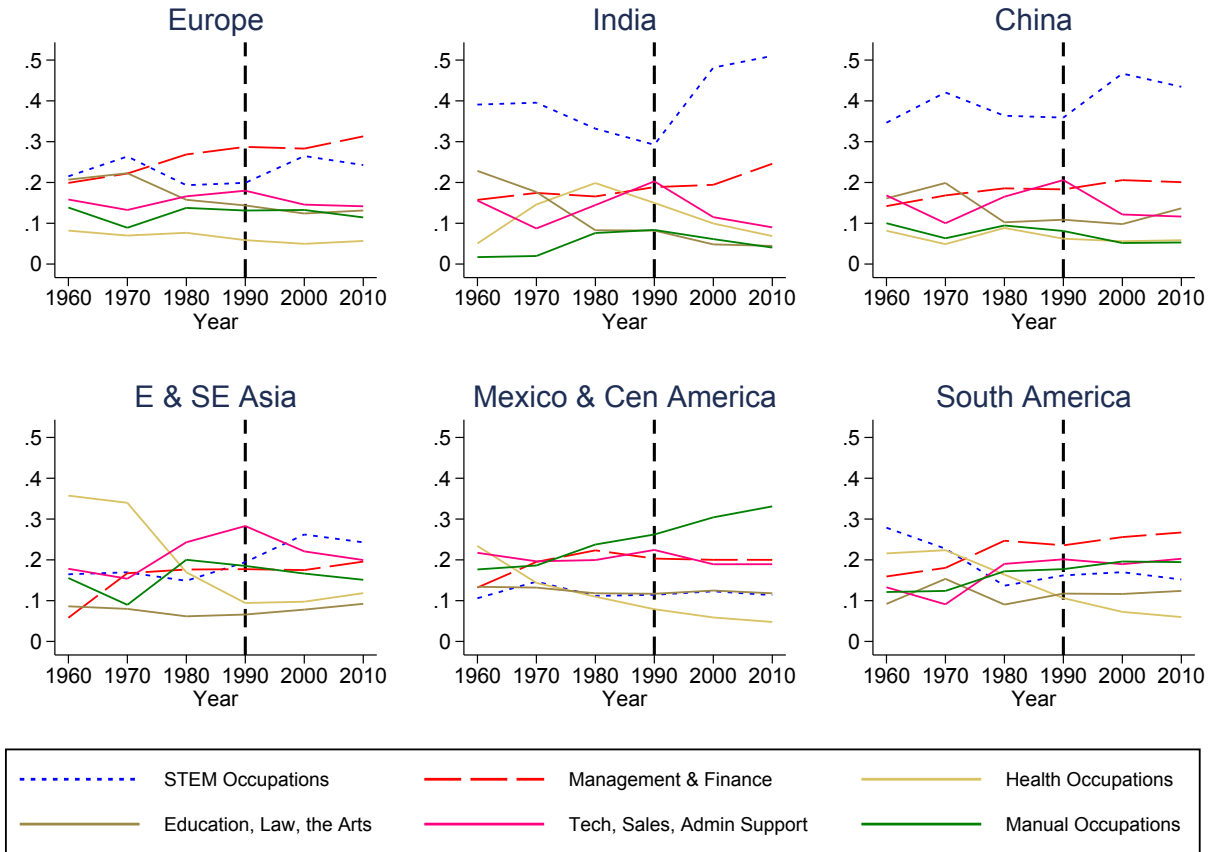 Europe
India
China
.5
.4
.3
.2
.1
0
1960 1970 1980 1990 2000 2010
Year
.5
.4
.3
.2
.1
0
1960 1970 1980 1990 2000 2010
Year
.5
.4
.3
.2
.1
0
1960 1970 1980 1990 2000 2010
Year
E & SE Asia
Mexico & Cen America
South America
.5
.4
.3
.2
.1
0
1960 1970 1980 1990 2000 2010
Year
.5
.4
.3
.2
.1
0
1960 1970 1980 1990 2000 2010
Year
.5
.4
.3
.2
.1
0
1960 1970 1980 1990 2000 2010
Year
STEM Occupations
Management & Finance
Health Occupations
Education, Law, the Arts
Tech, Sales, Admin Support
Manual Occupations